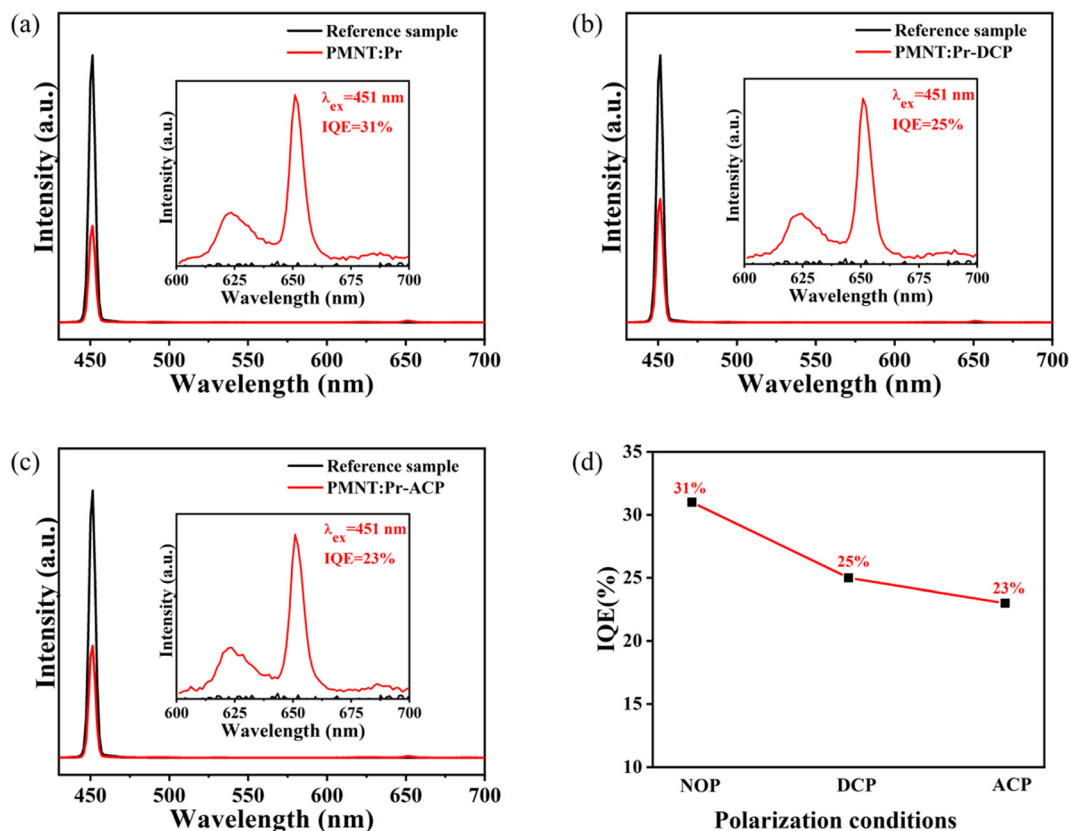 (a)
Reference sample
PMNT:Pr
λex=451 nm
IQE=31%
Intensity (a.u.)
600 625 650 675 700
Wavelength (nm)
Intensity (a.u.)
450 500 550 600 650 700
Wavelength (nm)
(b)
Reference sample
PMNT:Pr-DCP
λex=451 nm
IQE=25%
Intensity (a.u.)
600 625 650 675 700
Wavelength (nm)
Intensity (a.u.)
450 500 550 600 650 700
Wavelength (nm)
(c)
Reference sample
PMNT:Pr-ACP
λex=451 nm
IQE=23%
Intensity (a.u.)
600 625 650 675 700
Wavelength (nm)
Intensity (a.u.)
450 500 550 600 650 700
Wavelength (nm)
(d)
35
30
25
20
15
10
IQE(%)
31%
25%
23%
NOP DCP ACP
Polarization conditions